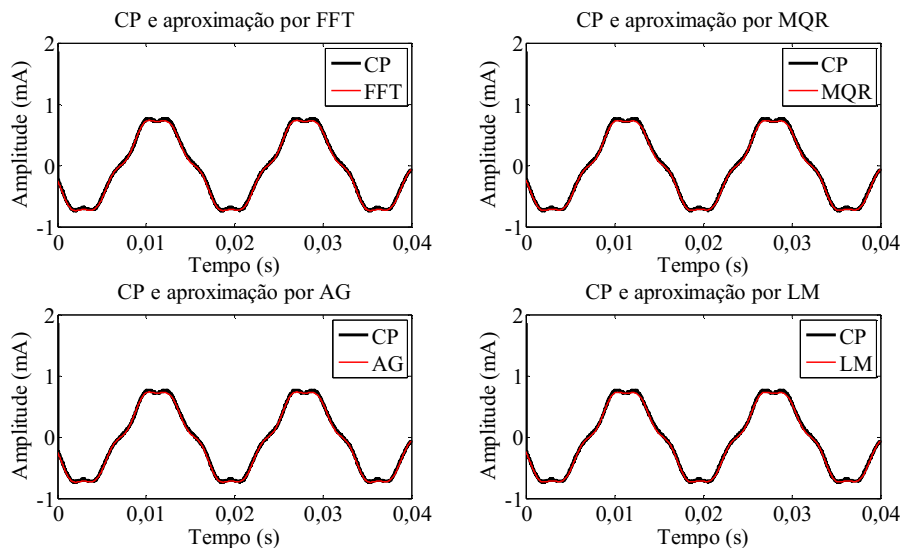 CP e aproximação por FFT
Amplitude (mA)
2
1
0
-1
CP
FFT
0 0,01 0,02 0,03 0,04
Tempo (s)
CP e aproximação por MQR
Amplitude (mA)
2
1
0
-1
CP
MQR
0 0,01 0,02 0,03 0,04
Tempo (s)
CP e aproximação por AG
Amplitude (mA)
2
1
0
-1
CP
AG
0 0,01 0,02 0,03 0,04
Tempo (s)
CP e aproximação por LM
Amplitude (mA)
2
1
0
-1
CP
LM
0 0,01 0,02 0,03 0,04
Tempo (s)